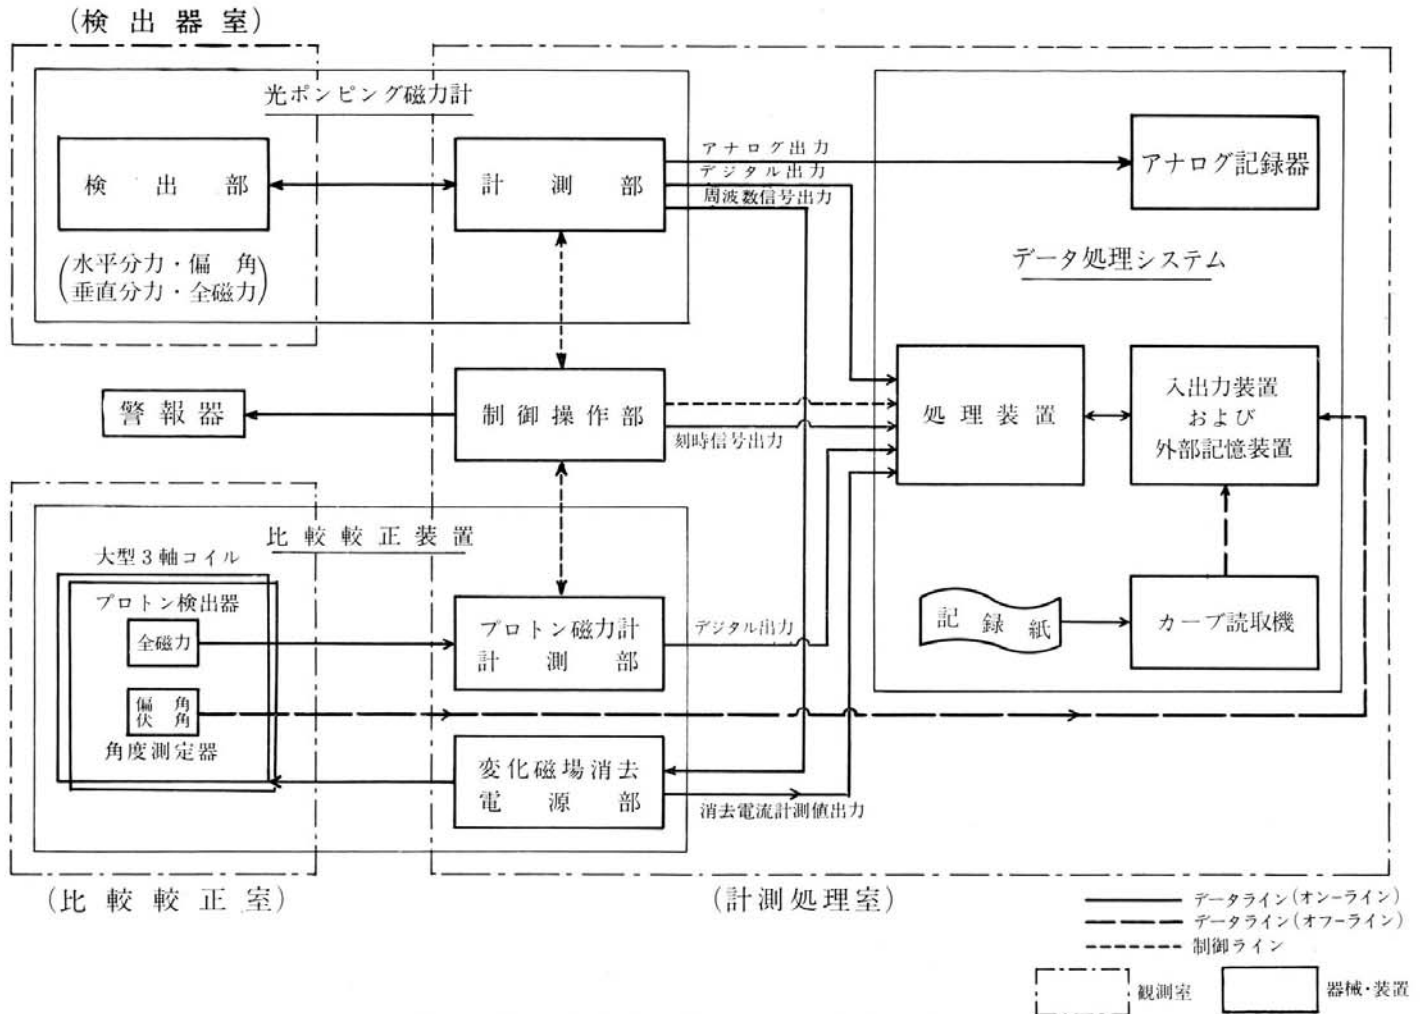 (検出器室)
光ポンピング磁力計
検出部
計測部
アナログ出力
デジタル出力
周波数信号出力
アナログ記録器
(水平分力・偏角
垂直分力・全磁力)
データ処理システム
警報器
制御操作部
刻時信号出力
処理装置
入出力装置
および
外部記憶装置
比較較正装置
大型3軸コイル
プロトン検出器
全磁力
偏角
伏角
角度測定器
プロトン磁力計
計測部
デジタル出力
記録紙
カーブ読取機
変化磁場消去
電源部
消去電流計測値出力
(比較較正室)
(計測処理室)
データライン(オン-ライン)
データライン(オフ-ライン)
制御ライン
観測室
器械・装置